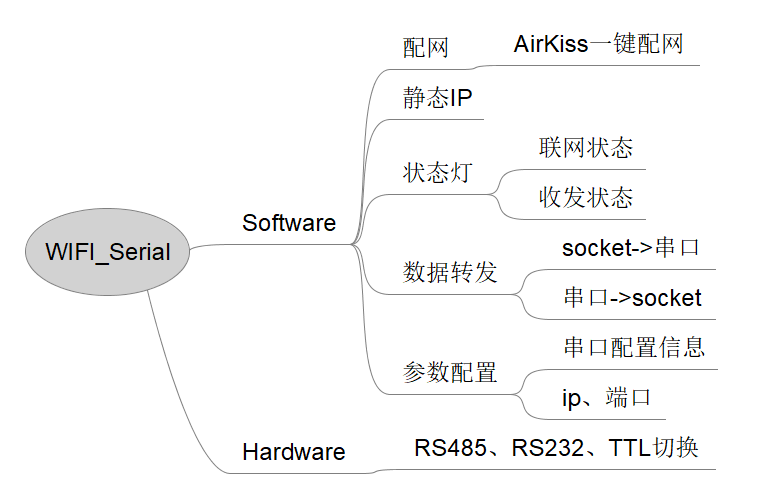 WIFI_Serial
Software
配网
AirKiss一键配网
静态IP
状态灯
联网状态
收发状态
数据转发
socket->串口
串口->socket
参数配置
串口配置信息
ip、端口
Hardware
RS485、RS232、TTL切换